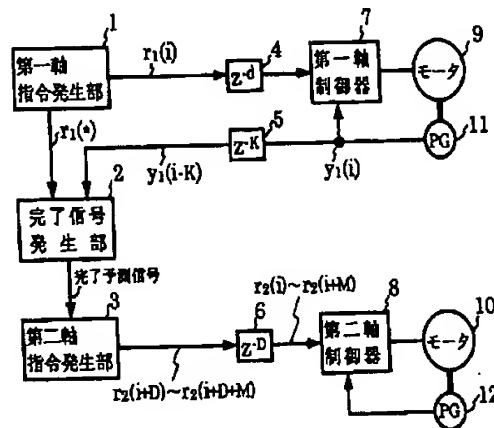 1
第一軸
指令発生部
r₁(i)
4
z⁻ᵈ
7
第一軸
制御器
9
モータ
PG
11
5
z⁻ᴷ
y₁(i-K)
y₁(i)
r₁(*)
2
完了信号
発生部
完了予測信号
3
第二軸
指令発生部
r₂(i+D)~r₂(i+D+M)
6
z⁻ᴰ
r₂(i)~r₂(i+M)
8
第二軸
制御器
10
モータ
PG
12